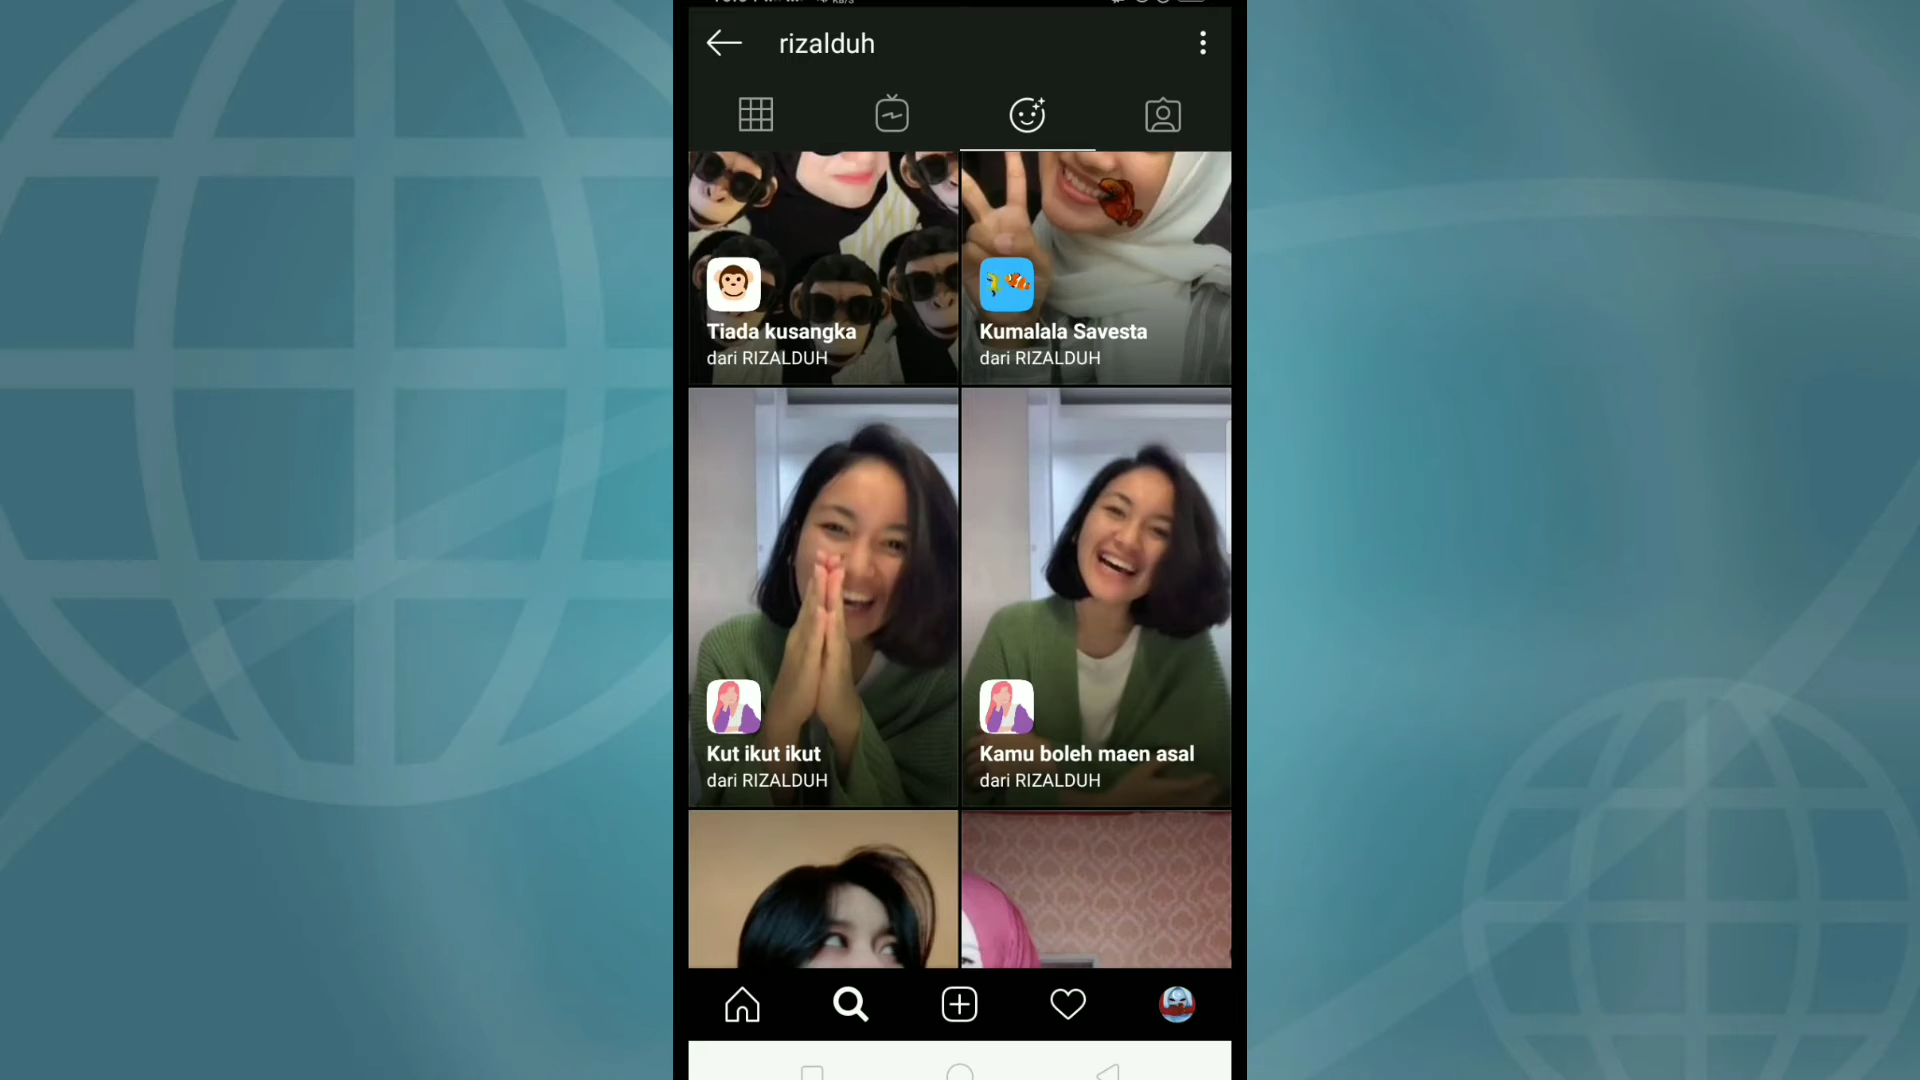 rizalduh
Tiada kusangka
dari RIZALDUH
Kumalala Savesta
dari RIZALDUH
Kut ikut ikut
dari RIZALDUH
Kamu boleh maen asal
dari RIZALDUH